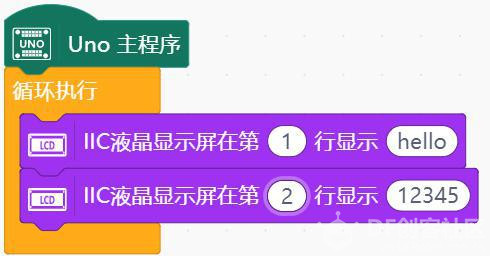 UNO
Uno 主程序
循环执行
LCD IIC液晶显示屏在第 1 行显示 hello
LCD IIC液晶显示屏在第 2 行显示 12345
DF创客社区